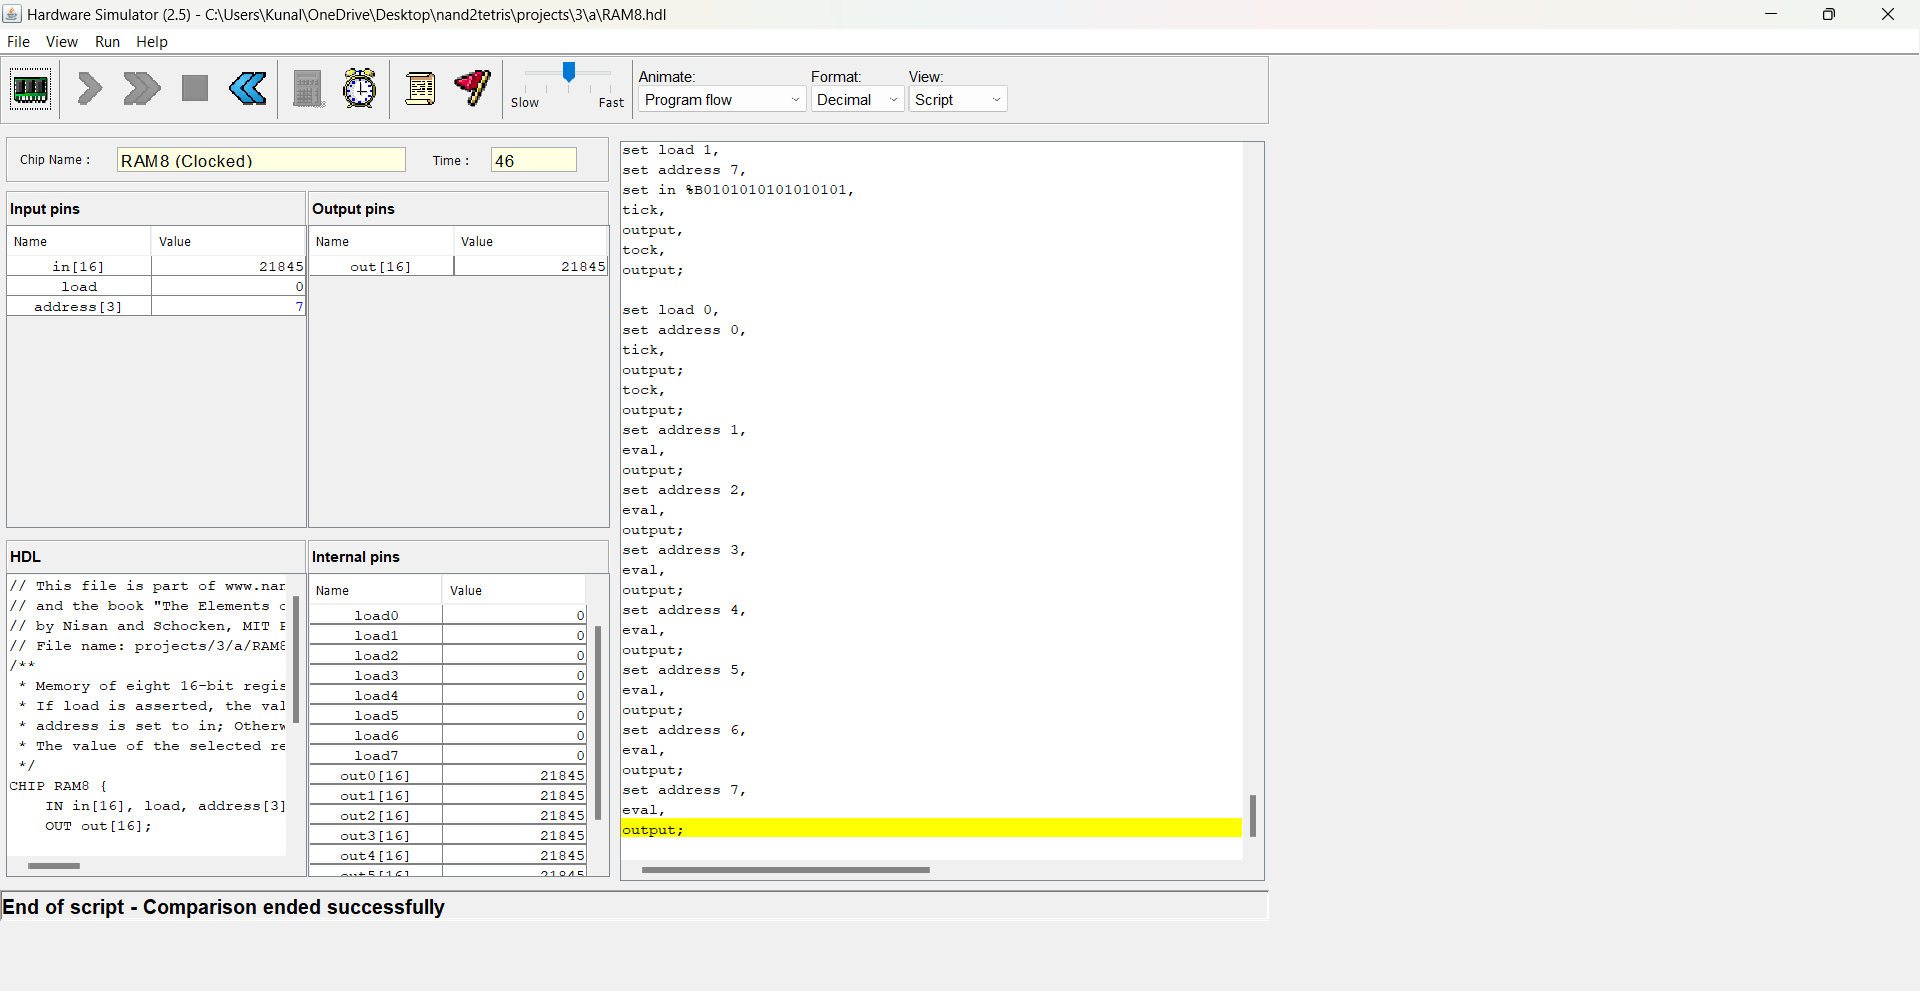 Hardware Simulator (2.5) - C:\Users\Kunal\OneDrive\Desktop\nand2tetris\projects\3\a\RAM8.hdl
File View Run Help
Slow Fast
Animate: Format: View:
Program flow Decimal Script
Chip Name : RAM8 (Clocked) Time : 46
Input pins
Name Value
in[16] 21845
load 0
address[3] 7
Output pins
Name Value
out[16] 21845
HDL
// This file is part of www.nan
// and the book "The Elements o
// by Nisan and Schocken, MIT P
// File name: projects/3/a/RAM8
/**
* Memory of eight 16-bit regis
* If load is asserted, the val
* address is set to in; Otherw
* The value of the selected re
*/
CHIP RAM8 {
IN in[16], load, address[3]
OUT out[16];
Internal pins
Name Value
load0 0
load1 0
load2 0
load3 0
load4 0
load5 0
load6 0
load7 0
out0[16] 21845
out1[16] 21845
out2[16] 21845
out3[16] 21845
out4[16] 21845
out5[16] 21845
set load 1,
set address 7,
set in %B0101010101010101,
tick,
output,
tock,
output;
set load 0,
set address 0,
tick,
output;
tock,
output;
set address 1,
eval,
output;
set address 2,
eval,
output;
set address 3,
eval,
output;
set address 4,
eval,
output;
set address 5,
eval,
output;
set address 6,
eval,
output;
set address 7,
eval,
output;
End of script - Comparison ended successfully